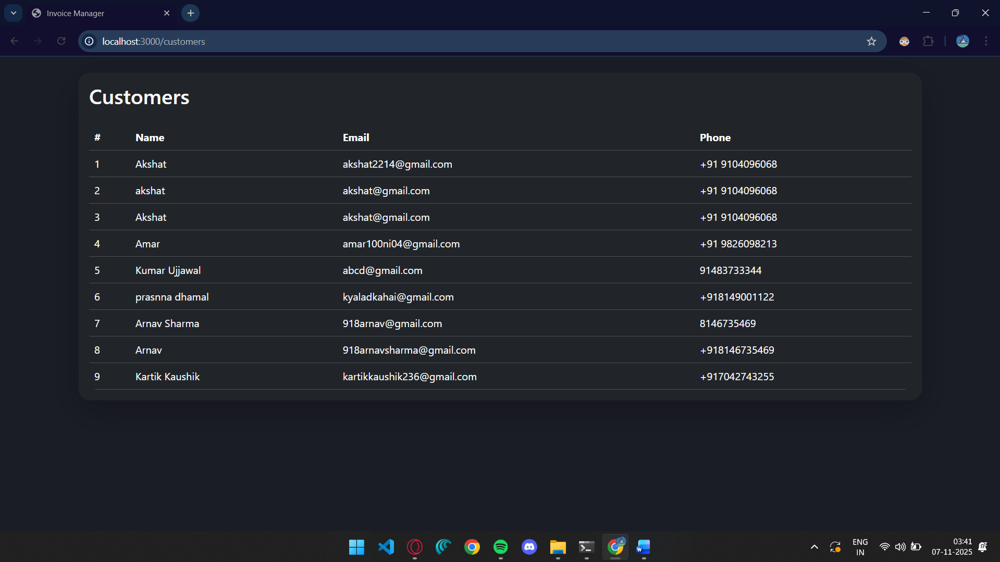 Invoice Manager
localhost:3000/customers
Customers
# Name Email Phone
1 Akshat akshat2214@gmail.com +91 9104096068
2 akshat akshat@gmail.com +91 9104096068
3 Akshat akshat@gmail.com +91 9104096068
4 Amar amar100ni04@gmail.com +91 9826098213
5 Kumar Ujjawal abcd@gmail.com 91483733344
6 prasnna dhamal kyaladkahai@gmail.com +918149001122
7 Arnav Sharma 918arnav@gmail.com 8146735469
8 Arnav 918arnavsharma@gmail.com +918146735469
9 Kartik Kaushik kartikkaushik236@gmail.com +917042743255
ENG 03:41
IN 07-11-2025